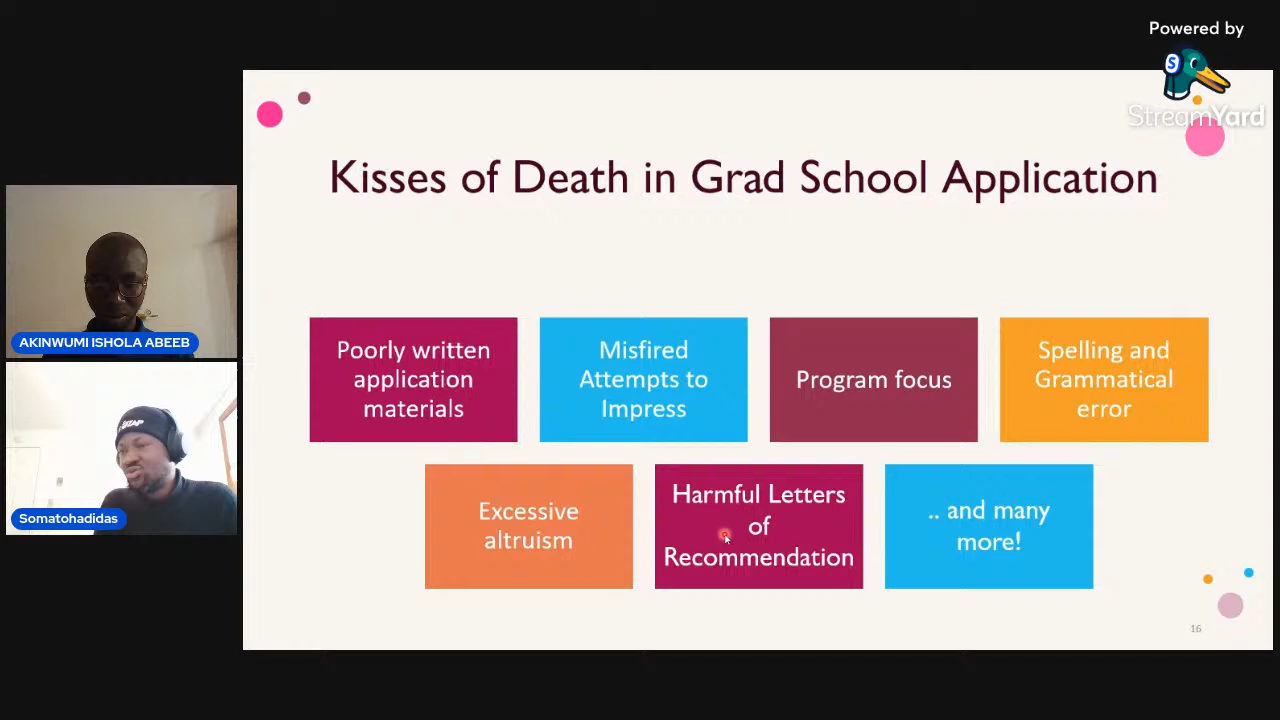 Powered by
StreamYard
Kisses of Death in Grad School Application
AKINWUMI ISHOLA ABEEB
Somatohadidas
Poorly written
application
materials
Misfired
Attempts to
Impress
Program focus
Spelling and
Grammatical
error
Excessive
altruism
Harmful Letters
of
Recommendation
.. and many
more!
16